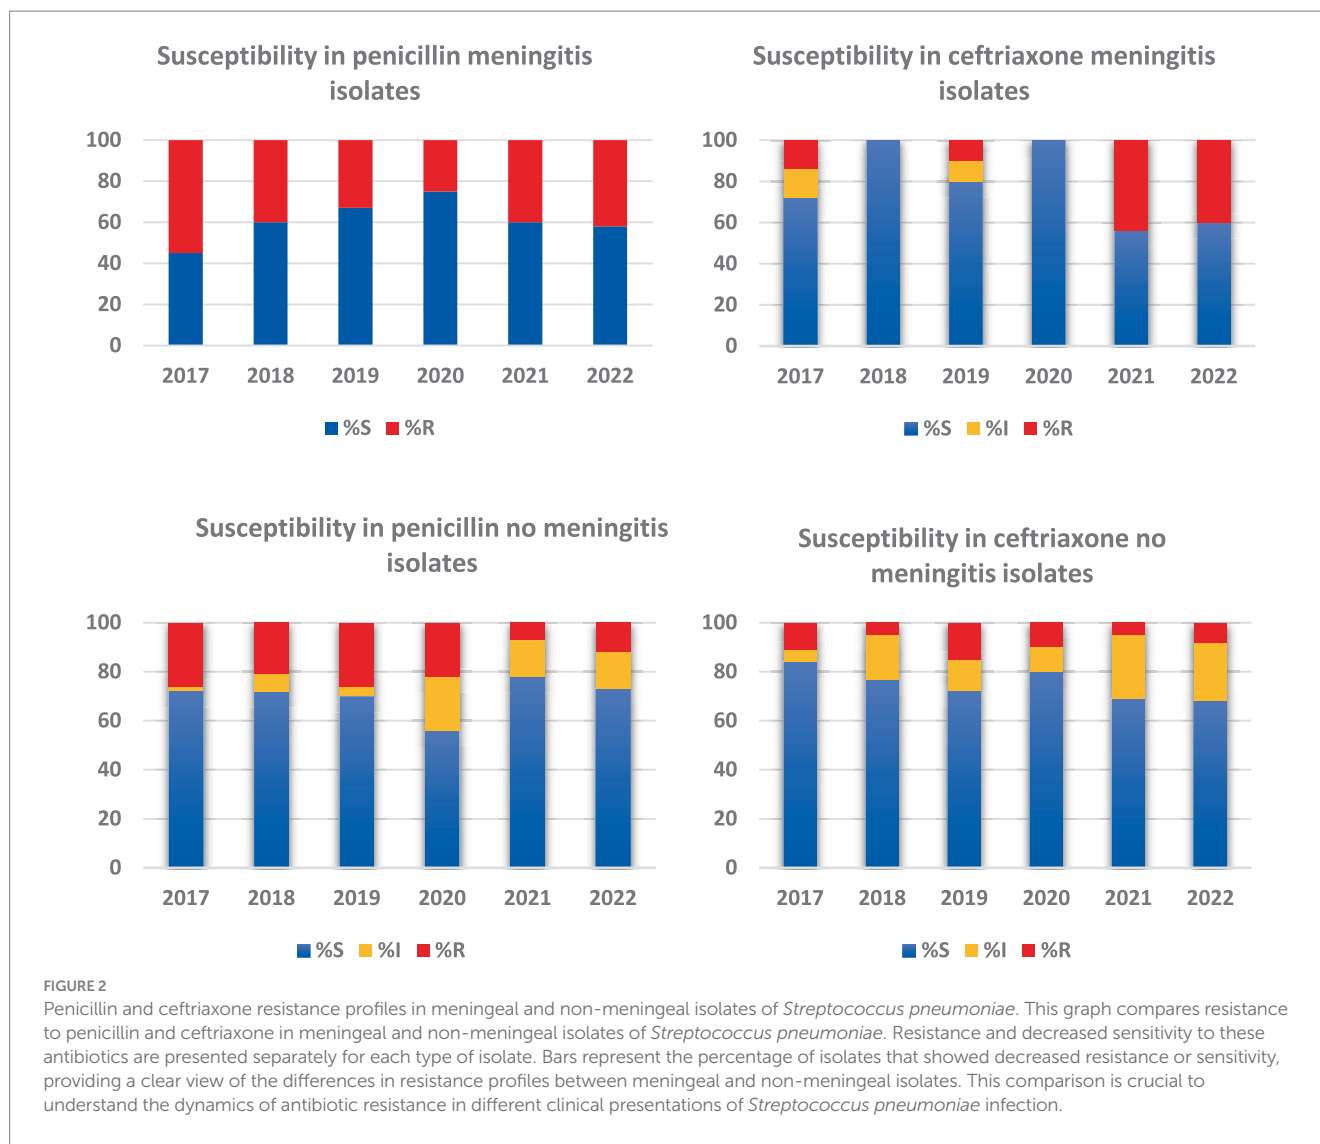 Susceptibility in penicillin meningitis
isolates
100
80
60
40
20
0
2017 2018 2019 2020 2021 2022
%S %R
Susceptibility in ceftriaxone meningitis
isolates
100
80
60
40
20
0
2017 2018 2019 2020 2021 2022
%S %I %R
Susceptibility in penicillin no meningitis
isolates
100
80
60
40
20
0
2017 2018 2019 2020 2021 2022
%S %I %R
Susceptibility in ceftriaxone no
meningitis isolates
100
80
60
40
20
0
2017 2018 2019 2020 2021 2022
%S %I %R
FIGURE 2
Penicillin and ceftriaxone resistance profiles in meningeal and non-meningeal isolates of Streptococcus pneumoniae. This graph compares resistance
to penicillin and ceftriaxone in meningeal and non-meningeal isolates of Streptococcus pneumoniae. Resistance and decreased sensitivity to these
antibiotics are presented separately for each type of isolate. Bars represent the percentage of isolates that showed decreased resistance or sensitivity,
providing a clear view of the differences in resistance profiles between meningeal and non-meningeal isolates. This comparison is crucial to
understand the dynamics of antibiotic resistance in different clinical presentations of Streptococcus pneumoniae infection.